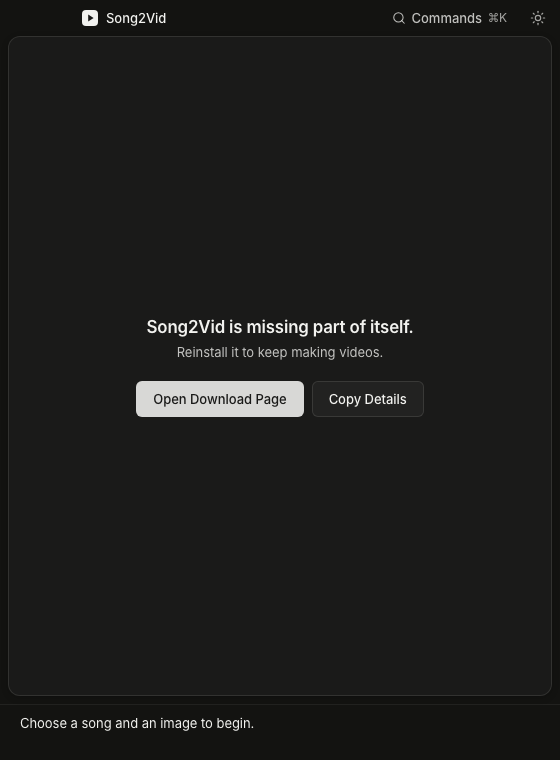 Song2Vid
Commands ⌘K
Song2Vid is missing part of itself.
Reinstall it to keep making videos.
Open Download Page
Copy Details
Choose a song and an image to begin.